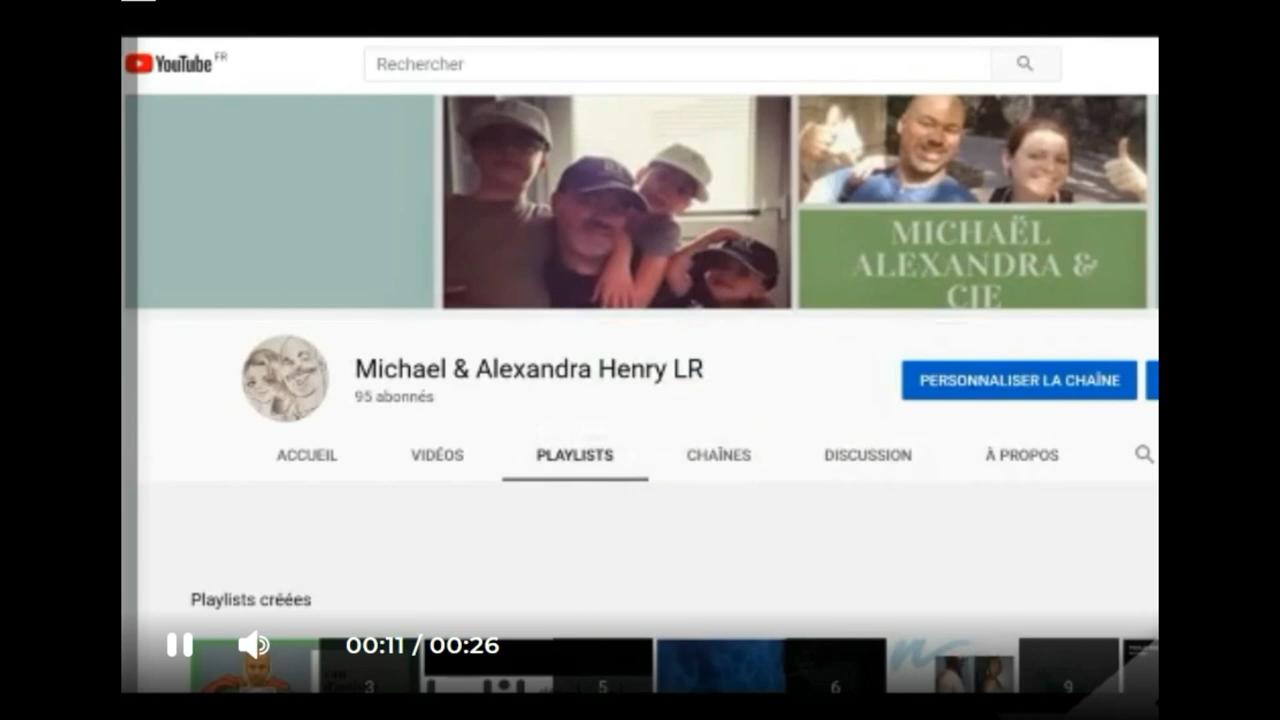 YouTube FR
Rechercher
MICHAËL
ALEXANDRA &
CIE
Michael & Alexandra Henry LR
95 abonnés
PERSONNALISER LA CHAÎNE
ACCUEIL VIDÉOS PLAYLISTS CHAÎNES DISCUSSION À PROPOS
Playlists créées
00:11 / 00:26
3 5 6 9